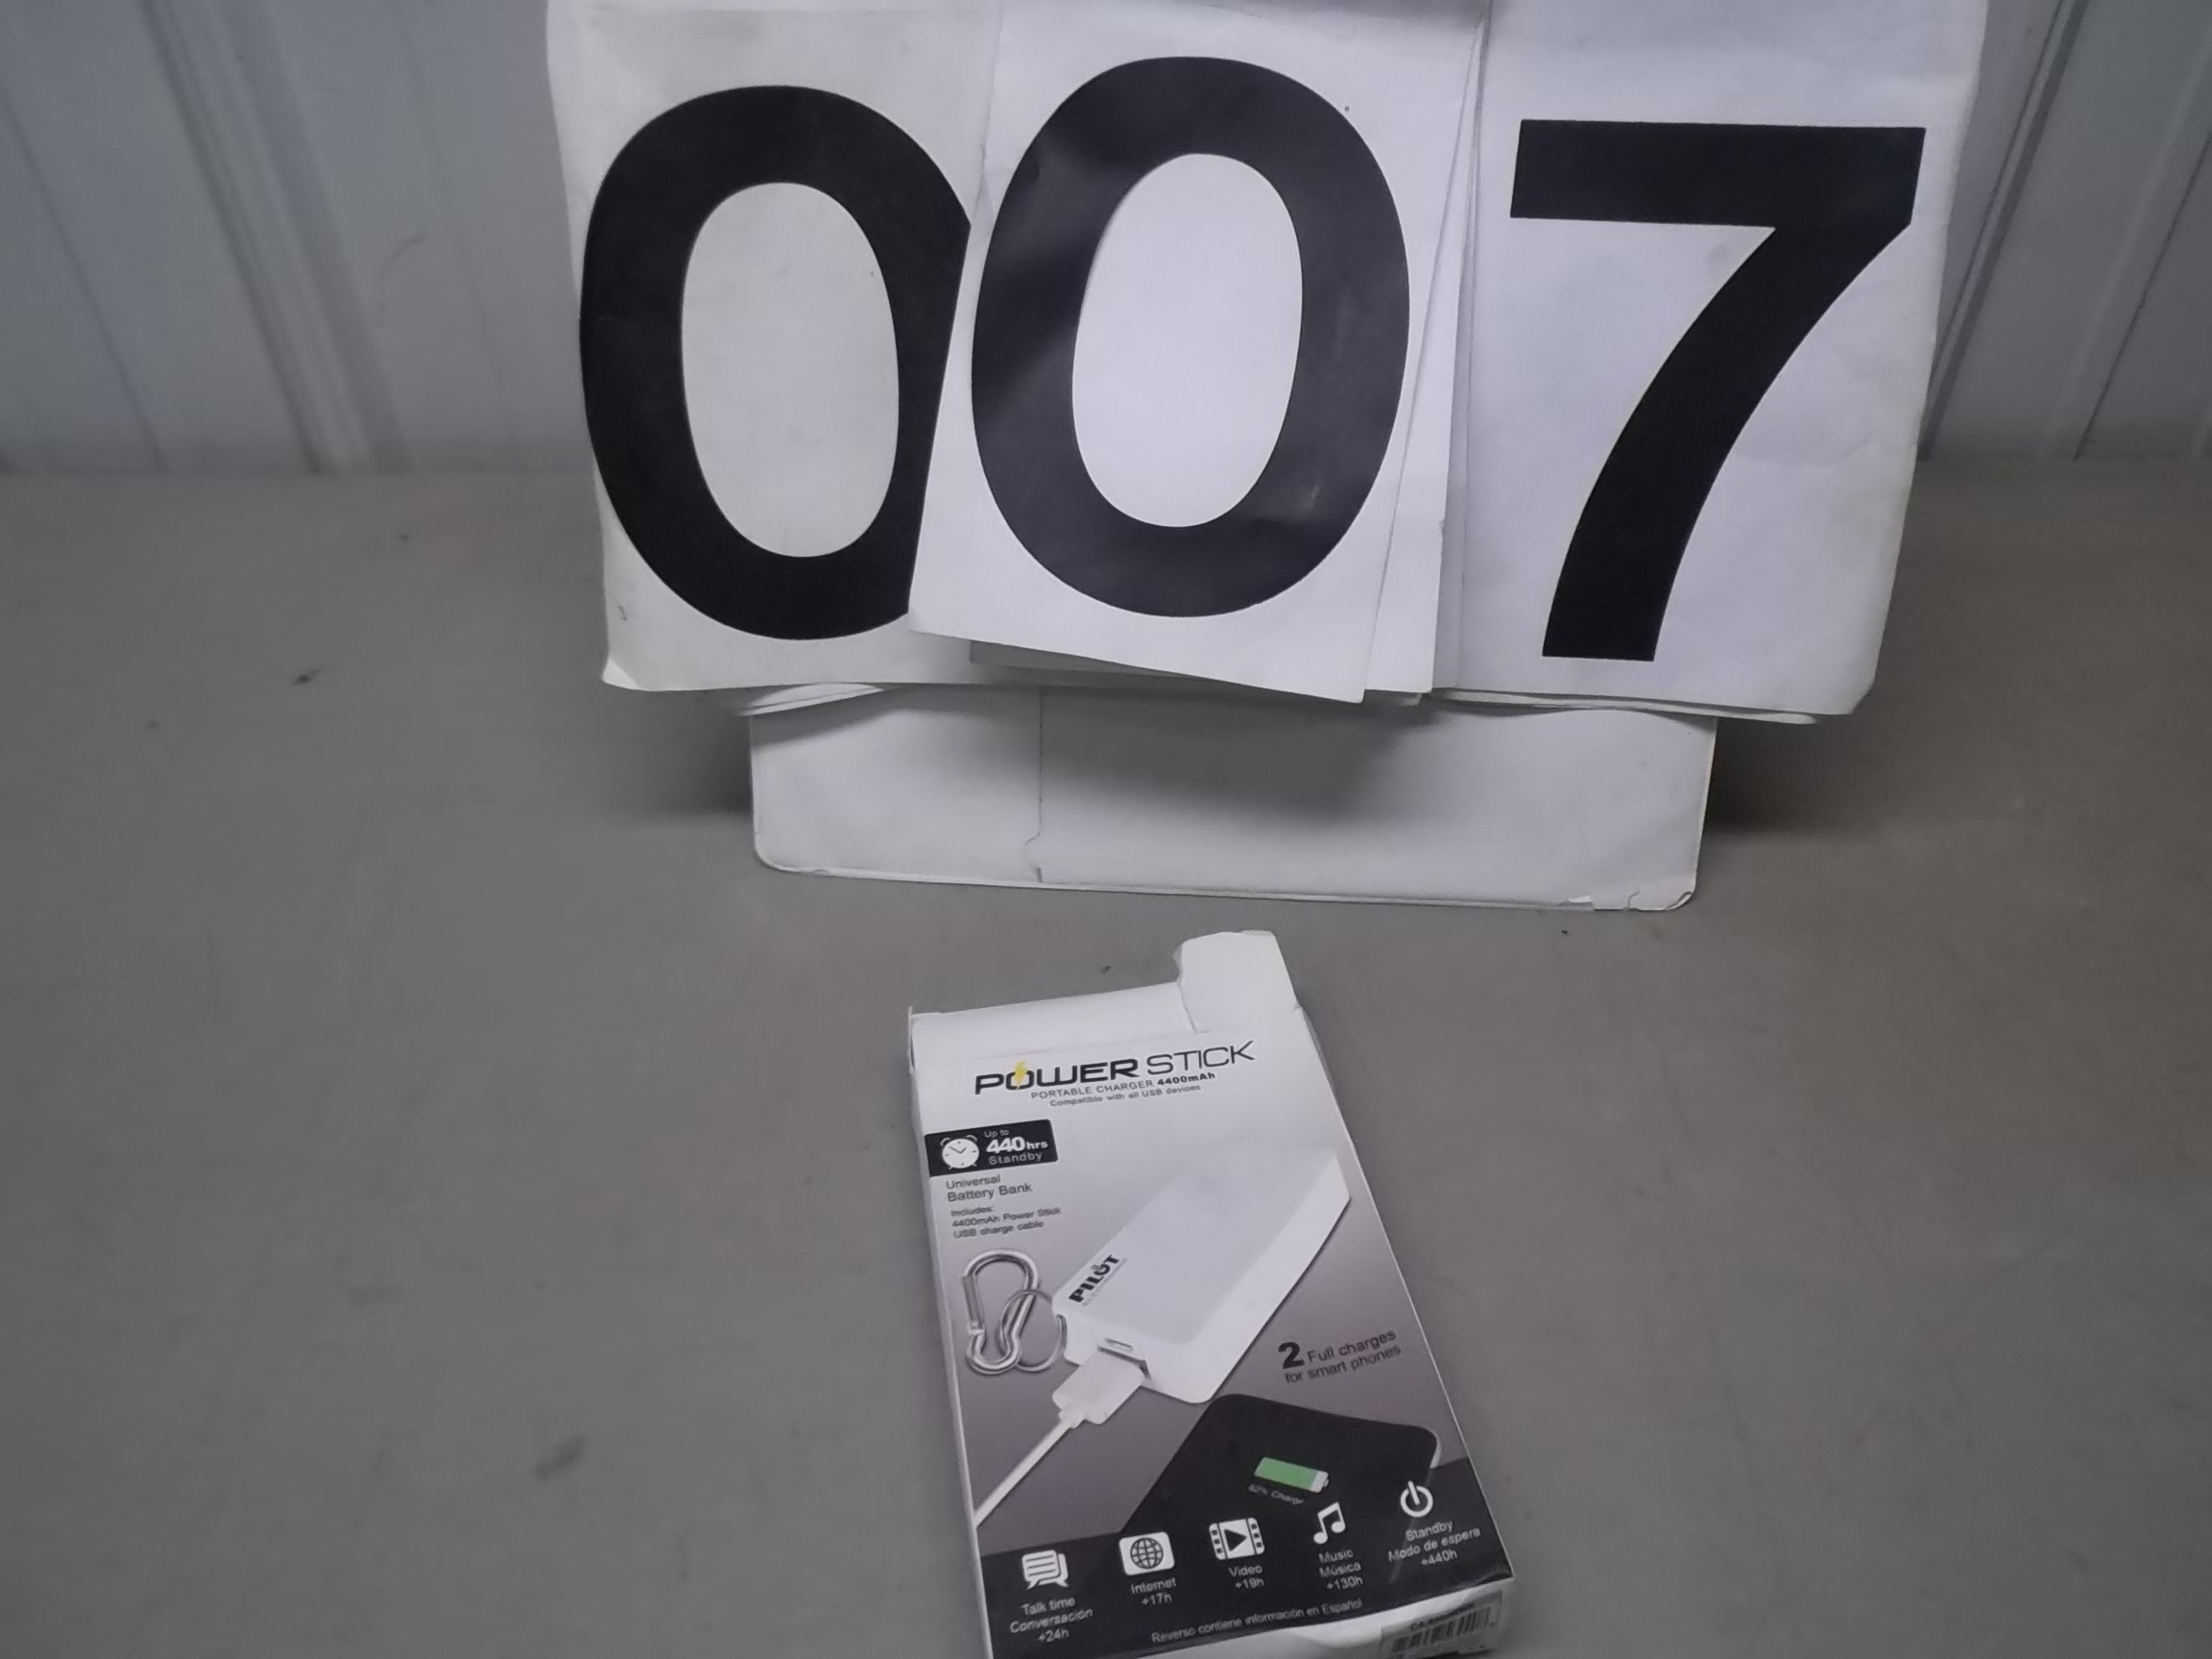 007
POWER STICK
PORTABLE CHARGER 4400mAh
Compatible with all USB devices
Up to
440hrs
Standby
Universal
Battery Bank
Includes:
4400mAh Power Stick
USB charge cable
PILOT
2 Full charges
for smart phones
82% Charge
Talk time
Conversación
+24h
Internet
+17h
Video
+19h
Music
Música
+130h
Standby
Modo de espera
+440h
Reverso contiene información en Español